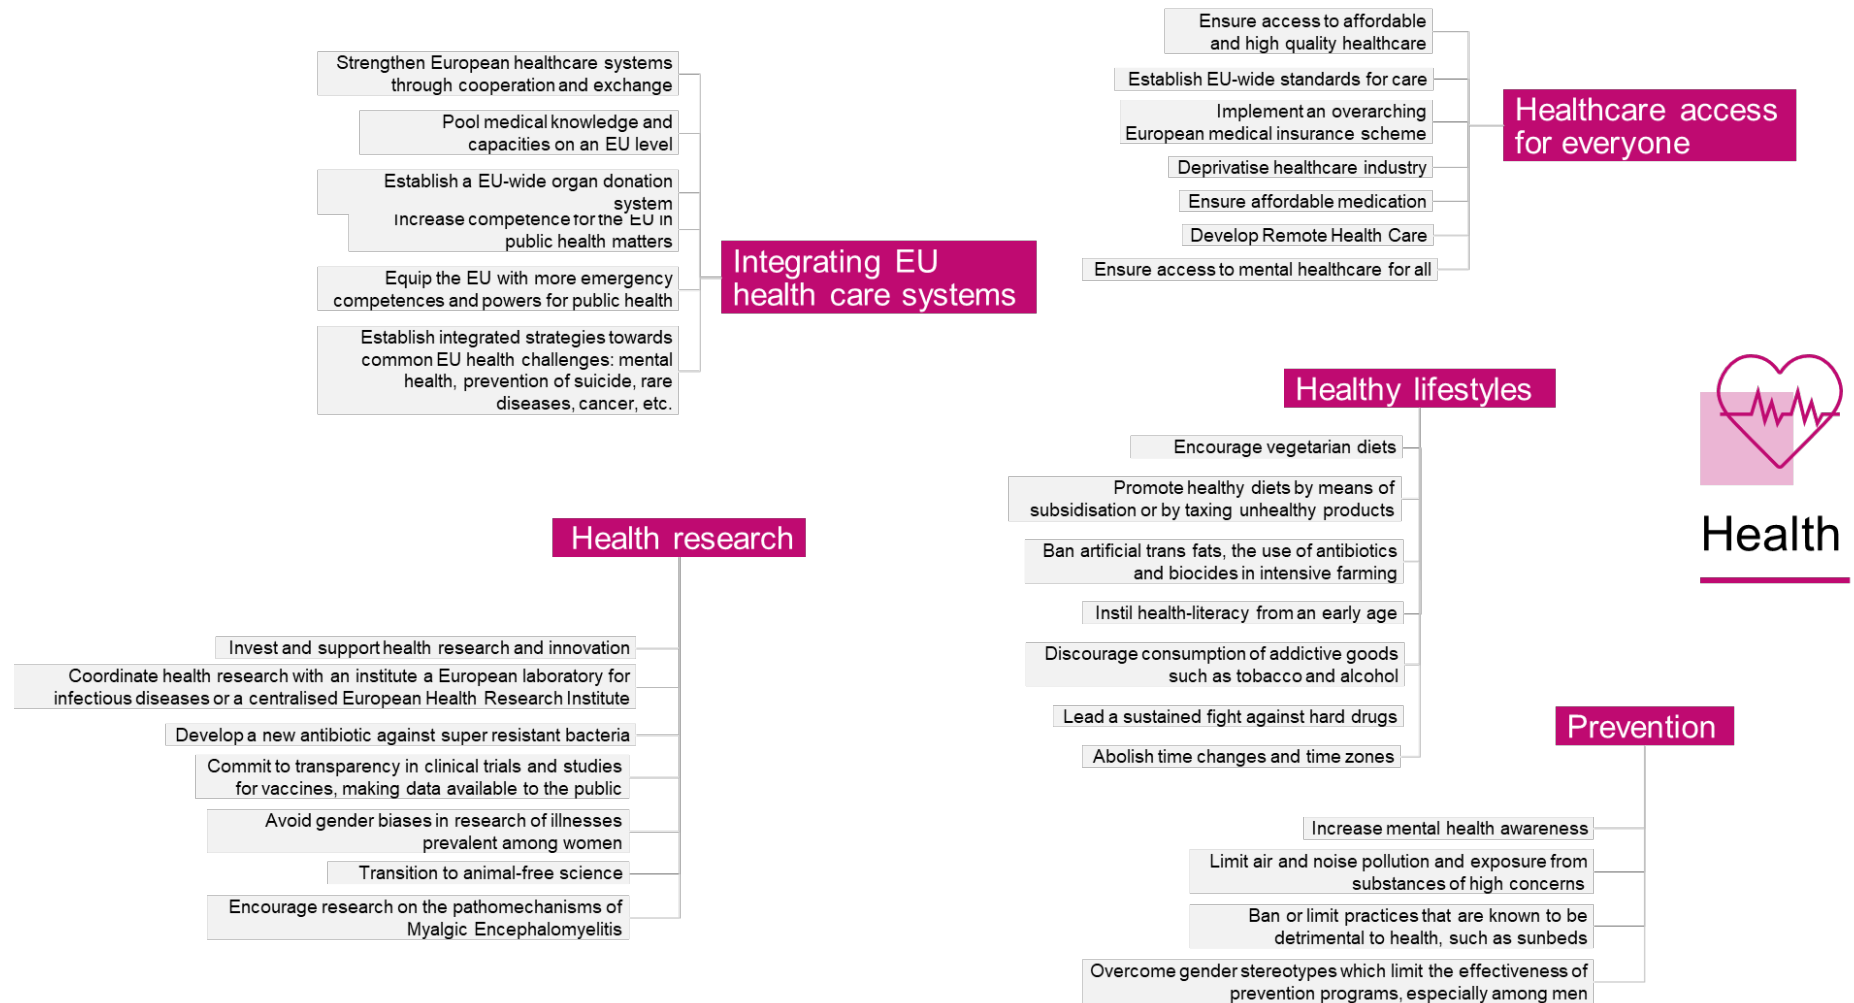 Ensure access to affordable
and high quality healthcare
Establish EU-wide standards for care
Implement an overarching
European medical insurance scheme
Deprivatise healthcare industry
Ensure affordable medication
Develop Remote Health Care
Ensure access to mental healthcare for all
Healthcare access
for everyone
Strengthen European healthcare systems
through cooperation and exchange
Pool medical knowledge and
capacities on an EU level
Establish a EU-wide organ donation
system
Increase competence for the EU in
public health matters
Equip the EU with more emergency
competences and powers for public health
Establish integrated strategies towards
common EU health challenges: mental
health, prevention of suicide, rare
diseases, cancer, etc.
Integrating EU
health care systems
Healthy lifestyles
Encourage vegetarian diets
Promote healthy diets by means of
subsidisation or by taxing unhealthy products
Ban artificial trans fats, the use of antibiotics
and biocides in intensive farming
Instil health-literacy from an early age
Discourage consumption of addictive goods
such as tobacco and alcohol
Lead a sustained fight against hard drugs
Abolish time changes and time zones
Health
Health research
Invest and support health research and innovation
Coordinate health research with an institute a European laboratory for
infectious diseases or a centralised European Health Research Institute
Develop a new antibiotic against super resistant bacteria
Commit to transparency in clinical trials and studies
for vaccines, making data available to the public
Avoid gender biases in research of illnesses
prevalent among women
Transition to animal-free science
Encourage research on the pathomechanisms of
Myalgic Encephalomyelitis
Prevention
Increase mental health awareness
Limit air and noise pollution and exposure from
substances of high concerns
Ban or limit practices that are known to be
detrimental to health, such as sunbeds
Overcome gender stereotypes which limit the effectiveness of
prevention programs, especially among men